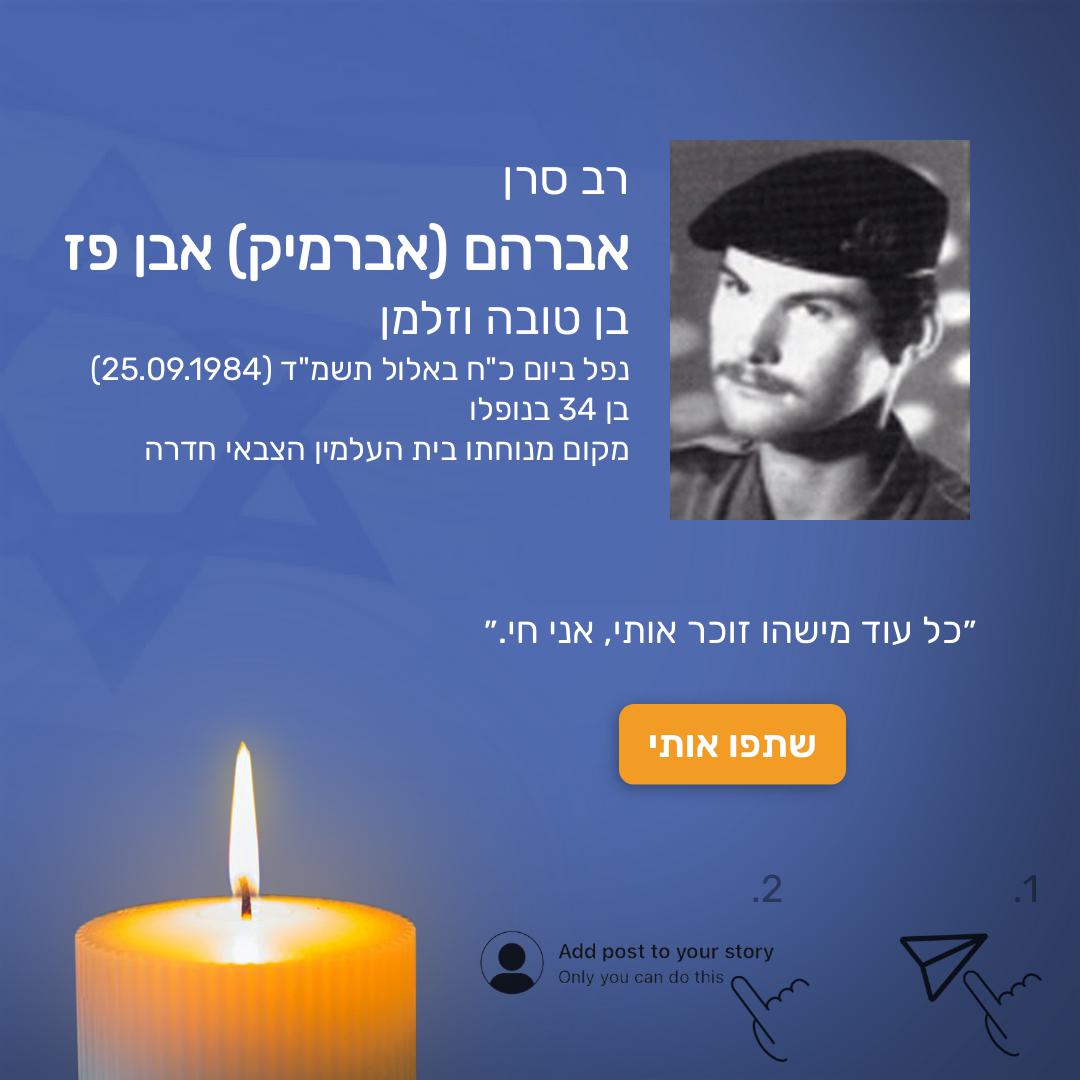 רב סרן
אברהם (אברמיק) אבן פז
בן טובה וזלמן
נפל ביום כ"ח באלול תשמ"ד (25.09.1984)
בן 34 בנופלו
מקום מנוחתו בית העלמין הצבאי חדרה
״כל עוד מישהו זוכר אותי, אני חי.״
שתפו אותי
.1
.2
Add post to your story
Only you can do this